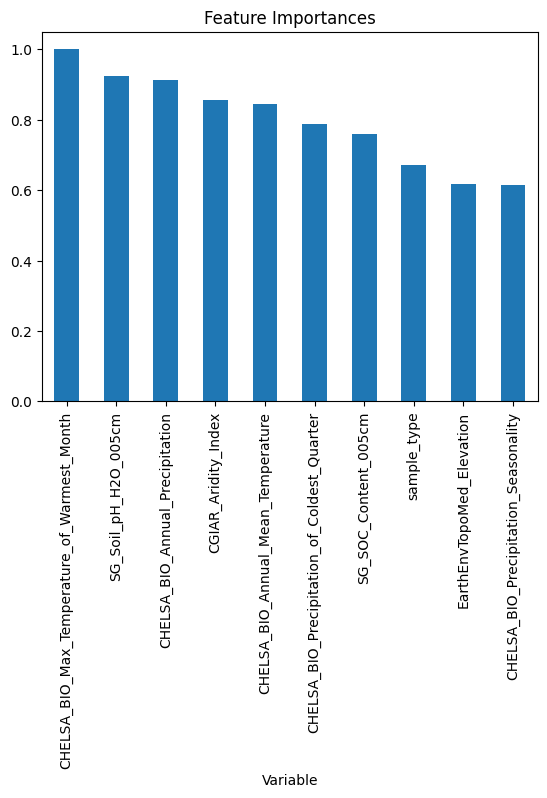 Feature Importances
1.0
0.8
0.6
0.4
0.2
0.0
CHELSA_BIO_Max_Temperature_of_Warmest_Month
SG_Soil_pH_H2O_005cm
CHELSA_BIO_Annual_Precipitation
CGIAR_Aridity_Index
CHELSA_BIO_Annual_Mean_Temperature
CHELSA_BIO_Precipitation_of_Coldest_Quarter
SG_SOC_Content_005cm
sample_type
EarthEnvTopoMed_Elevation
CHELSA_BIO_Precipitation_Seasonality
Variable